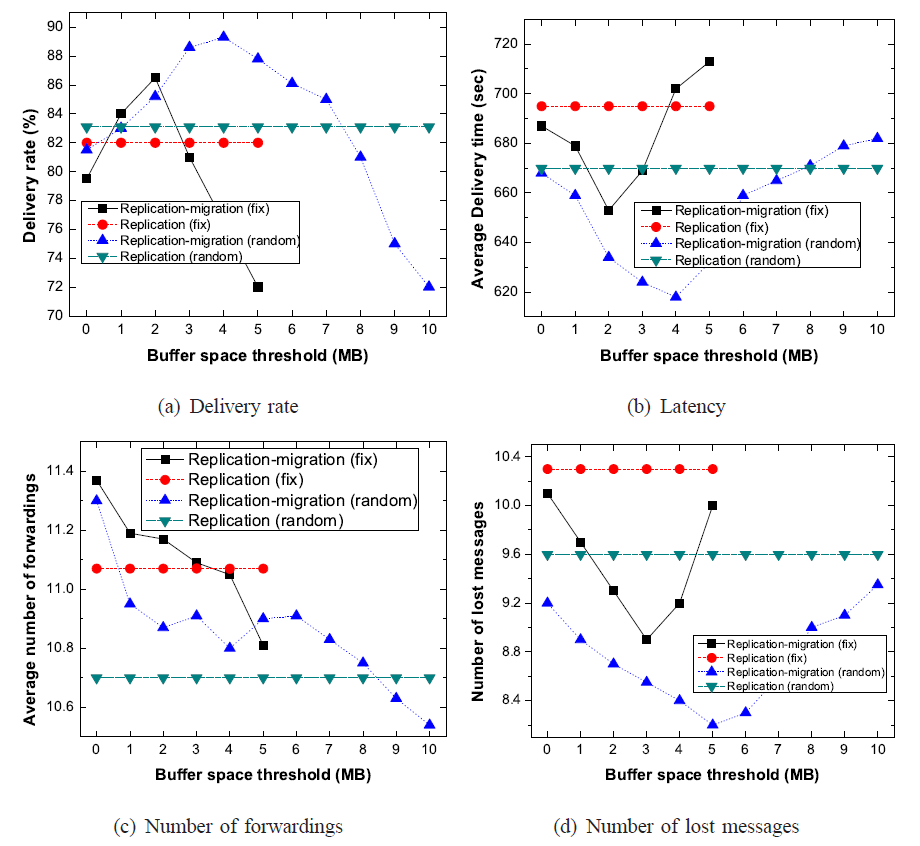 90
88
86
84
82
80
78
76
74
72
70
Delivery rate (%)
Replication-migration (fix)
Replication (fix)
Replication-migration (random)
Replication (random)
0 1 2 3 4 5 6 7 8 9 10
Buffer space threshold (MB)
(a) Delivery rate
720
700
680
660
640
620
Average Delivery time (sec)
Replication-migration (fix)
Replication (fix)
Replication-migration (random)
Replication (random)
0 1 2 3 4 5 6 7 8 9 10
Buffer space threshold (MB)
(b) Latency
11.4
11.2
11.0
10.8
10.6
Average number of forwardings
Replication-migration (fix)
Replication (fix)
Replication-migration (random)
Replication (random)
0 1 2 3 4 5 6 7 8 9 10
Buffer space threshold (MB)
(c) Number of forwardings
10.4
10.0
9.6
9.2
8.8
8.4
Number of lost messages
Replication-migration (fix)
Replication (fix)
Replication-migration (random)
Replication (random)
0 1 2 3 4 5 6 7 8 9 10
Buffer space threshold (MB)
(d) Number of lost messages